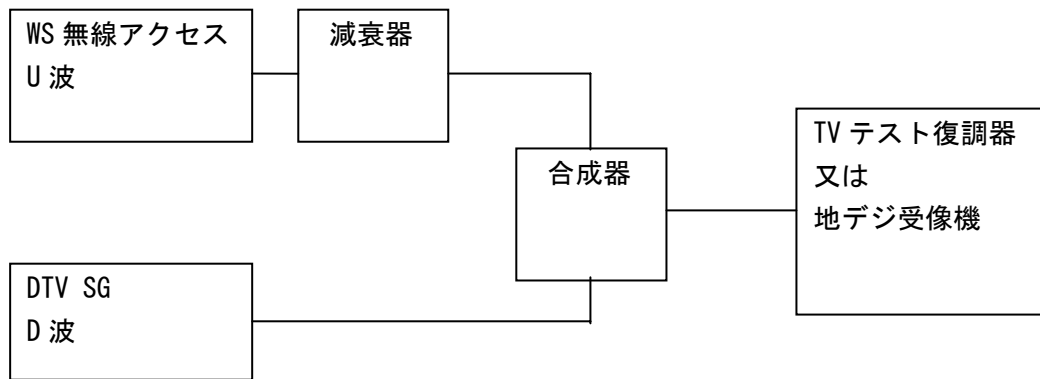 WS 無線アクセス
U 波
減衰器
合成器
TV テスト復調器
又は
地デジ受像機
DTV SG
D 波